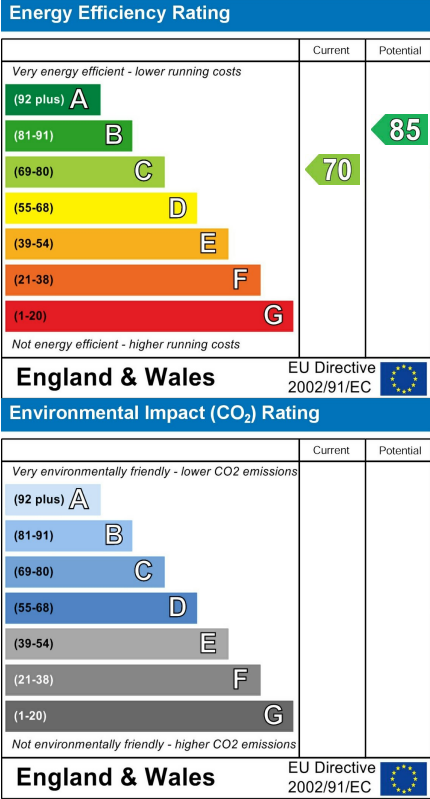 Energy Efficiency Rating
Current Potential
Very energy efficient - lower running costs
(92 plus) A
(81-91) B
85
(69-80) C
70
(55-68) D
(39-54) E
(21-38) F
(1-20) G
Not energy efficient - higher running costs
England & Wales
EU Directive
2002/91/EC
Environmental Impact (CO₂) Rating
Current Potential
Very environmentally friendly - lower CO2 emissions
(92 plus) A
(81-91) B
(69-80) C
(55-68) D
(39-54) E
(21-38) F
(1-20) G
Not environmentally friendly - higher CO2 emissions
England & Wales
EU Directive
2002/91/EC